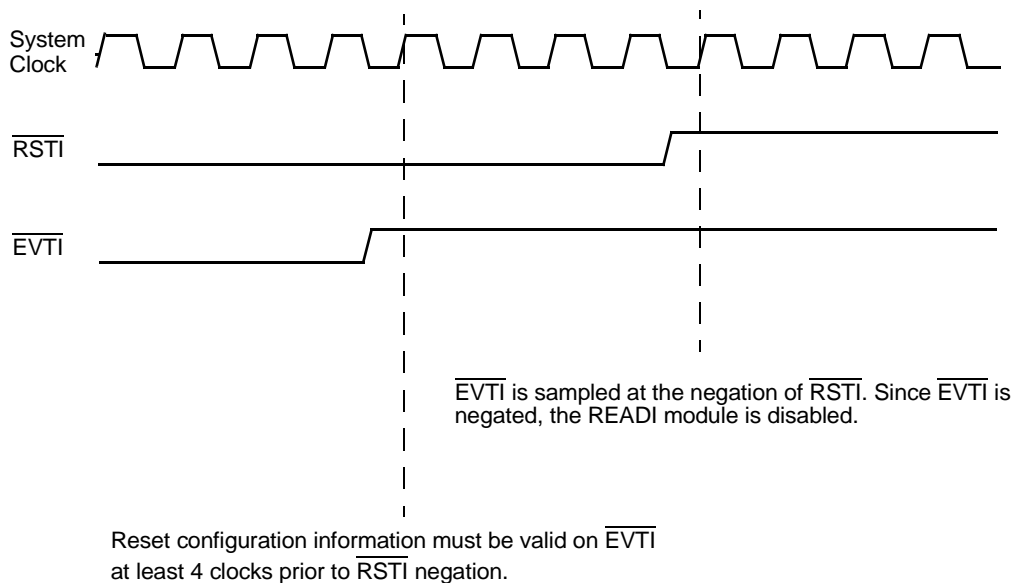 System
Clock
RSTI
EVTI
EVTI is sampled at the negation of RSTI. Since EVTI is
negated, the READI module is disabled.
Reset configuration information must be valid on EVTI
at least 4 clocks prior to RSTI negation.